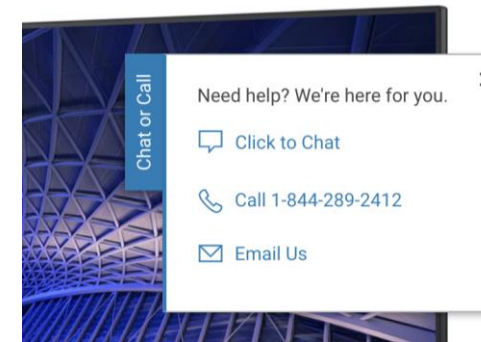 Chat or Call
Need help? We're here for you.
Click to Chat
Call 1-844-289-2412
Email Us